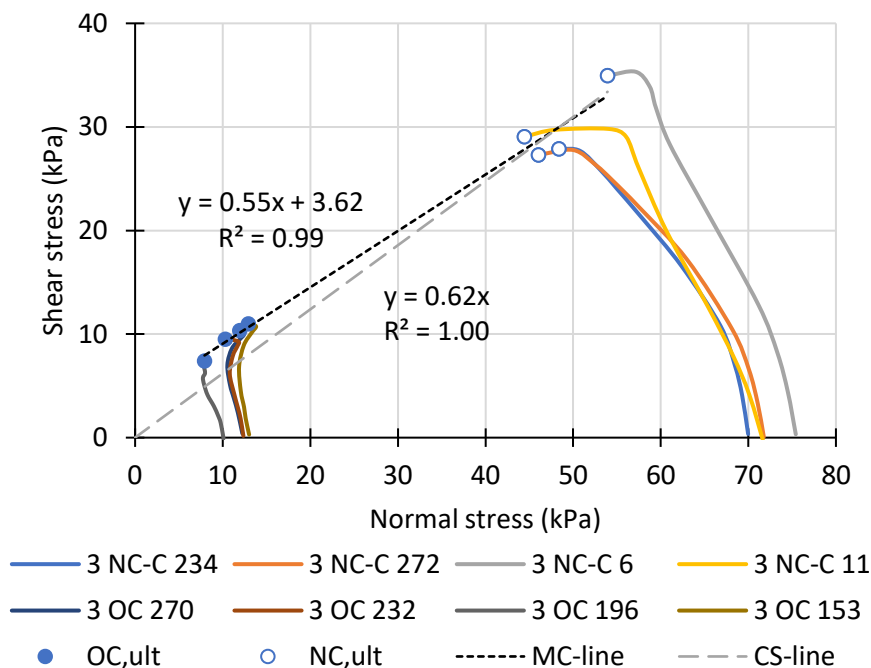 40
30
20
10
0
Shear stress (kPa)
y = 0.55x + 3.62
R² = 0.99
y = 0.62x
R² = 1.00
0 10 20 30 40 50 60 70 80
Normal stress (kPa)
3 NC-C 234 3 NC-C 272 3 NC-C 6 3 NC-C 11
3 OC 270 3 OC 232 3 OC 196 3 OC 153
OC,ult NC,ult MC-line CS-line